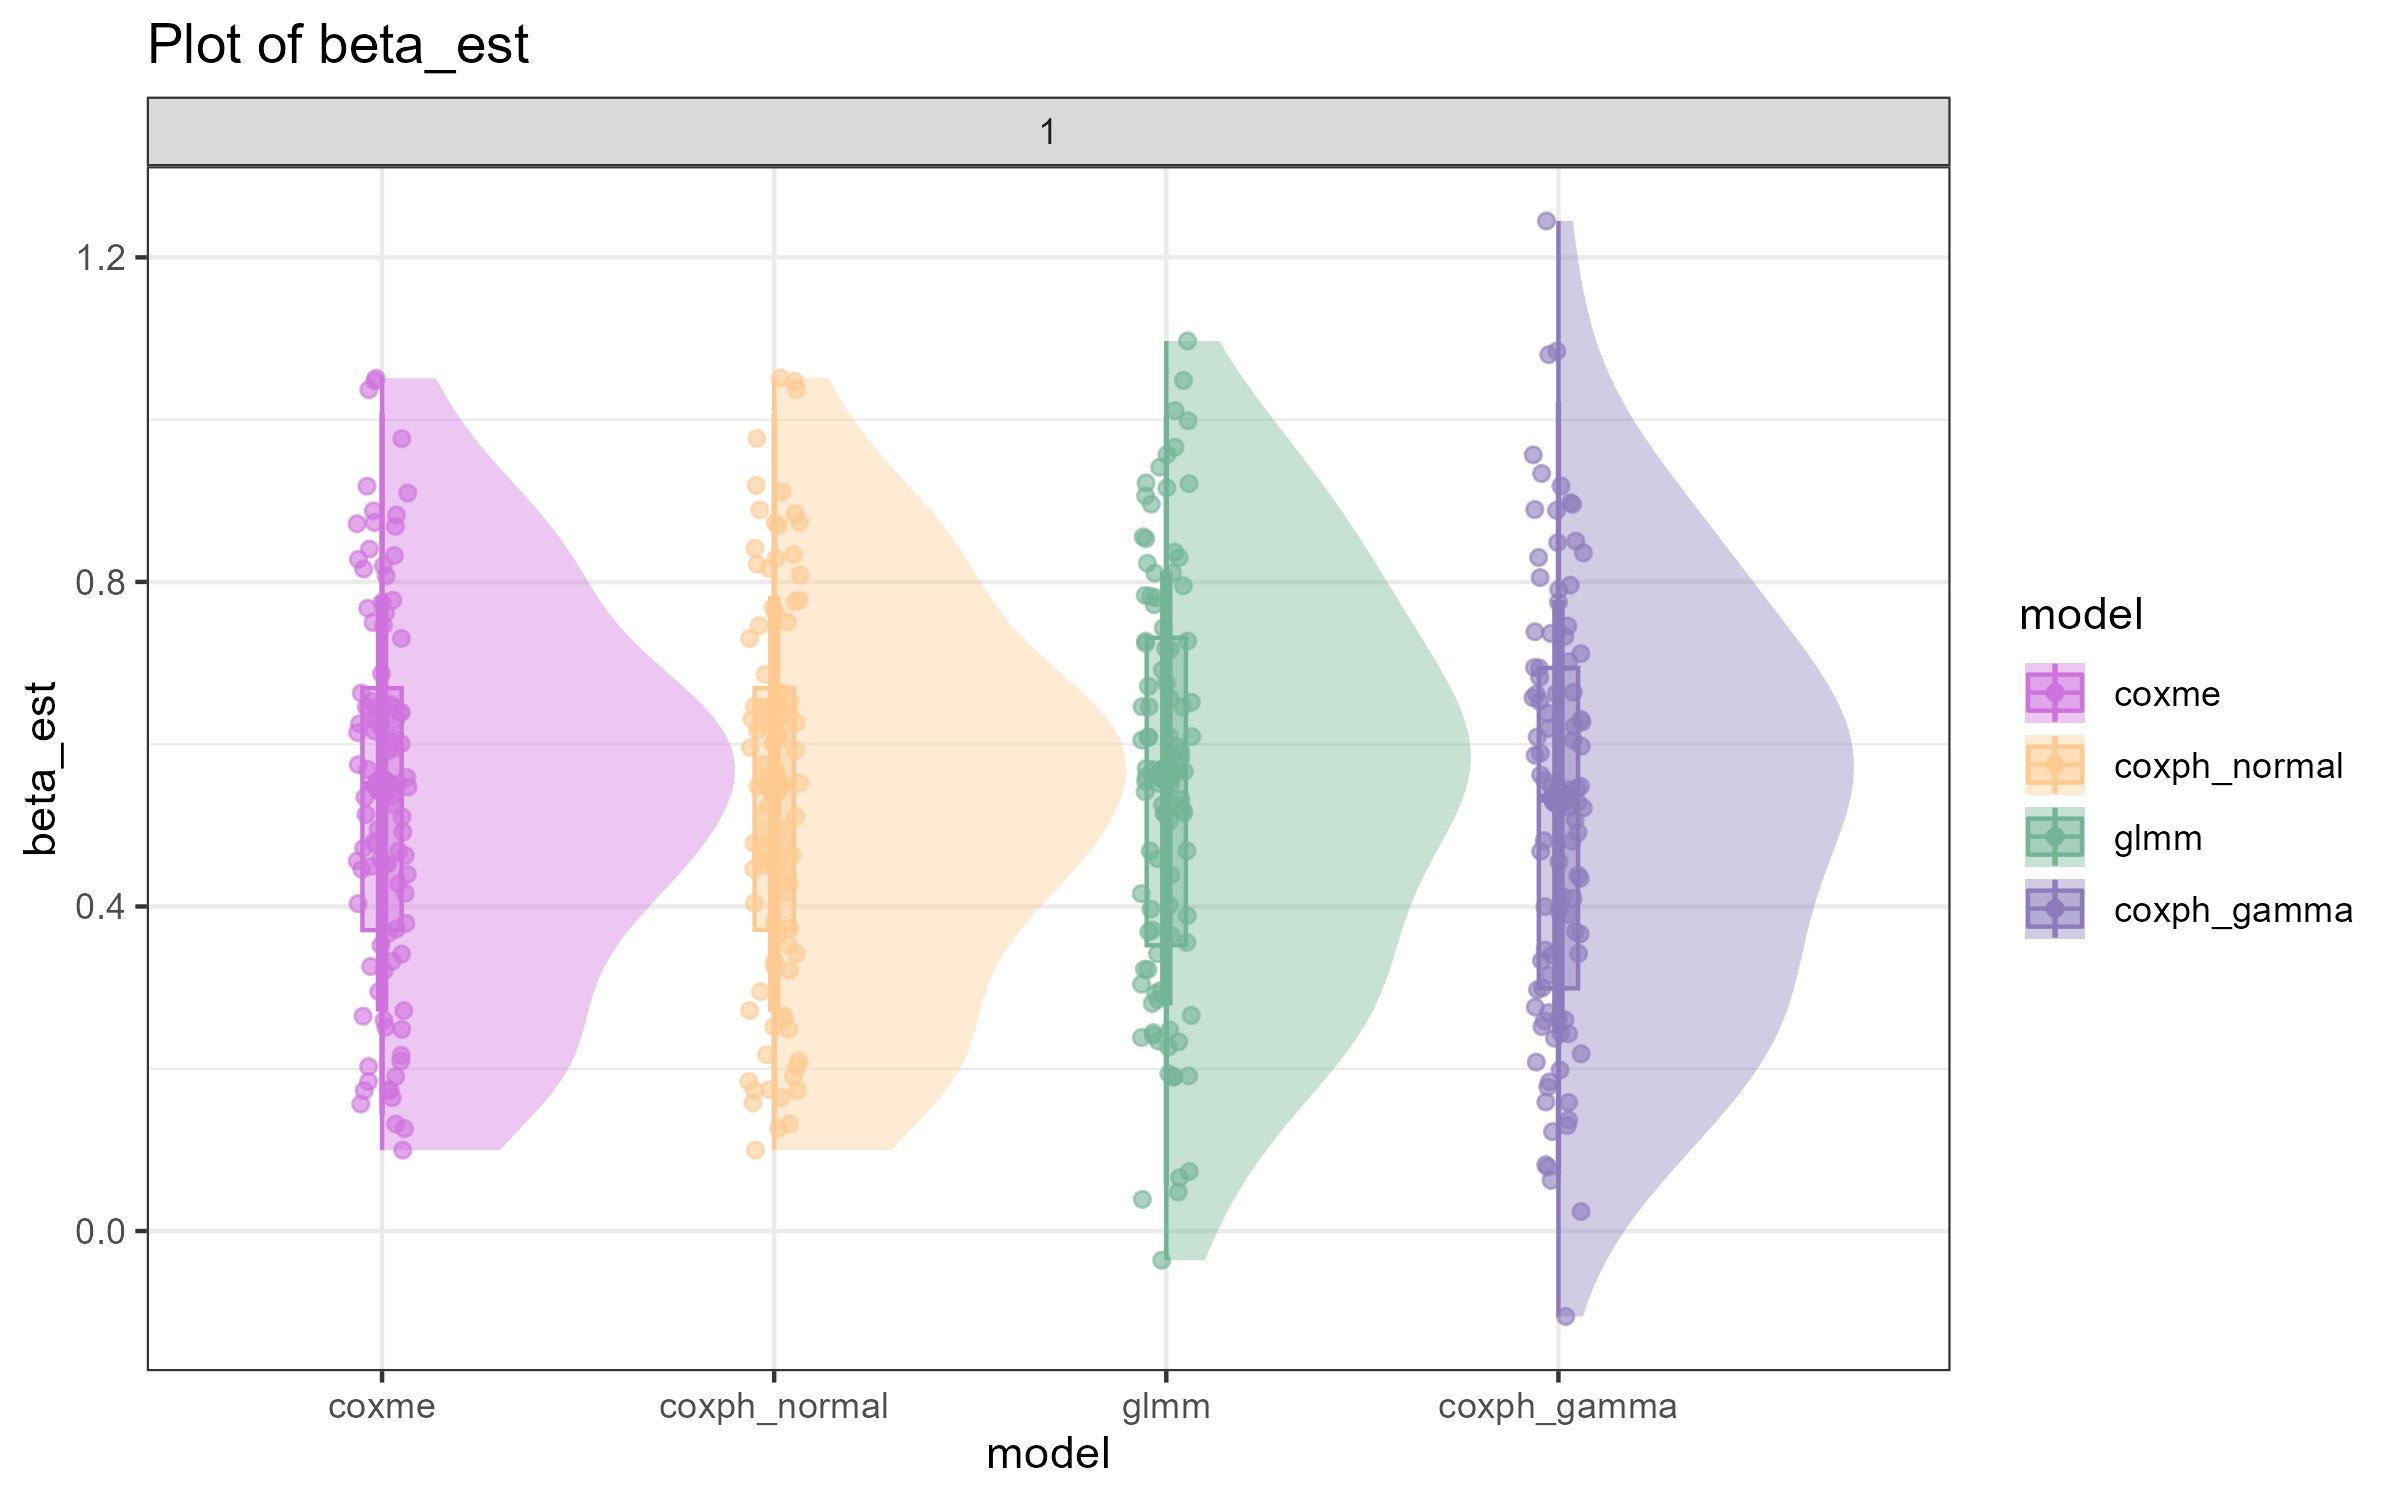 Plot of beta_est
1
1.2
0.8
0.4
0.0
beta_est
coxme
coxph_normal
glmm
coxph_gamma
model
model
coxme
coxph_normal
glmm
coxph_gamma